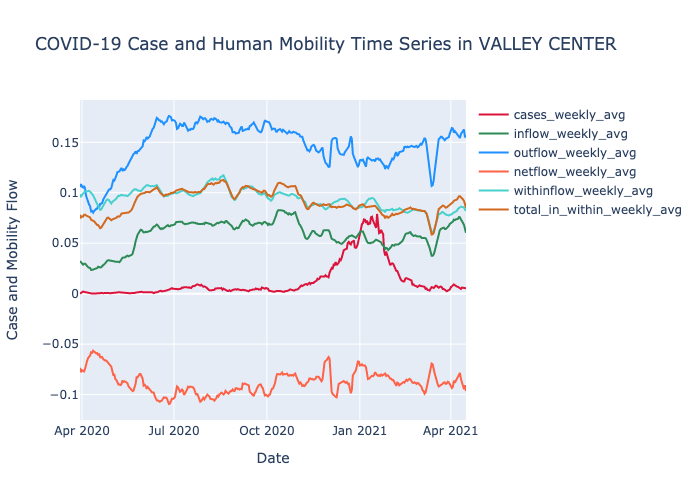 COVID-19 Case and Human Mobility Time Series in VALLEY CENTER
cases_weekly_avg
inflow_weekly_avg
outflow_weekly_avg
netflow_weekly_avg
withinflow_weekly_avg
total_in_within_weekly_avg
Case and Mobility Flow
0.15
0.1
0.05
0
−0.05
−0.1
Apr 2020
Jul 2020
Oct 2020
Jan 2021
Apr 2021
Date